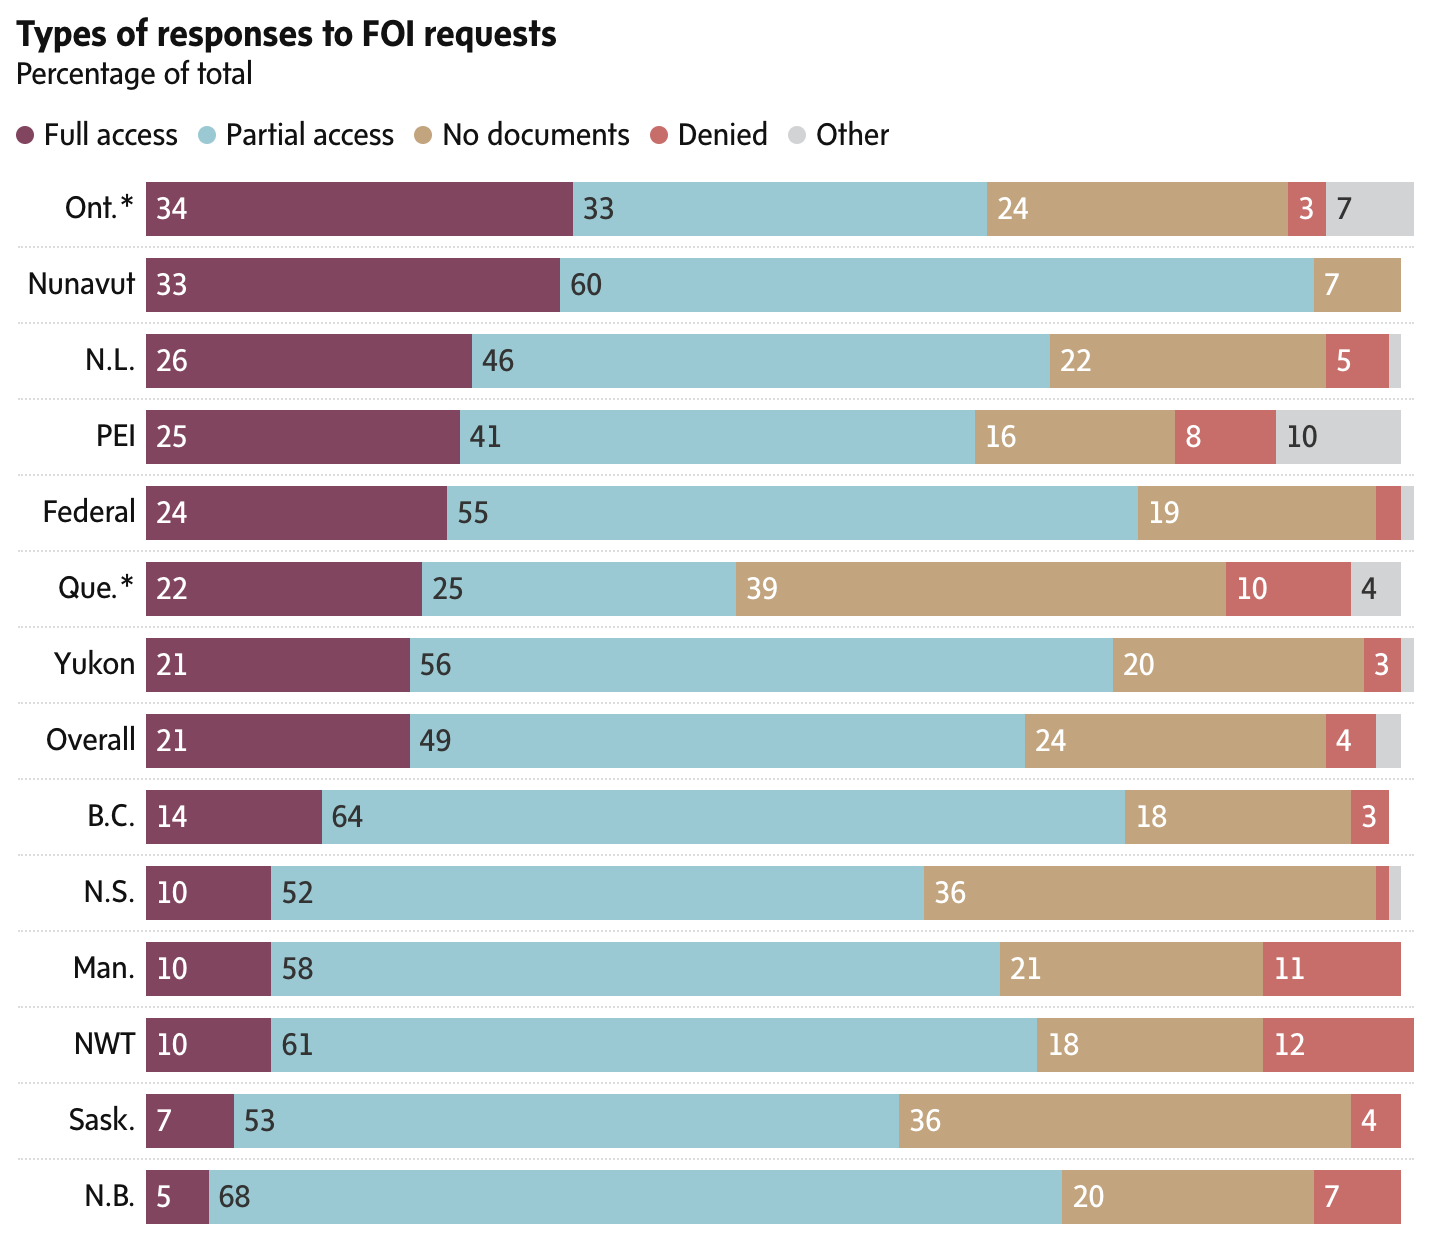 Types of responses to FOI requests
Percentage of total
Full access Partial access No documents Denied Other
Ont.* 34 33 24 3 7
Nunavut 33 60 7
N.L. 26 46 22 5
PEI 25 41 16 8 10
Federal 24 55 19
Que.* 22 25 39 10 4
Yukon 21 56 20 3
Overall 21 49 24 4
B.C. 14 64 18 3
N.S. 10 52 36
Man. 10 58 21 11
NWT 10 61 18 12
Sask. 7 53 36 4
N.B. 5 68 20 7